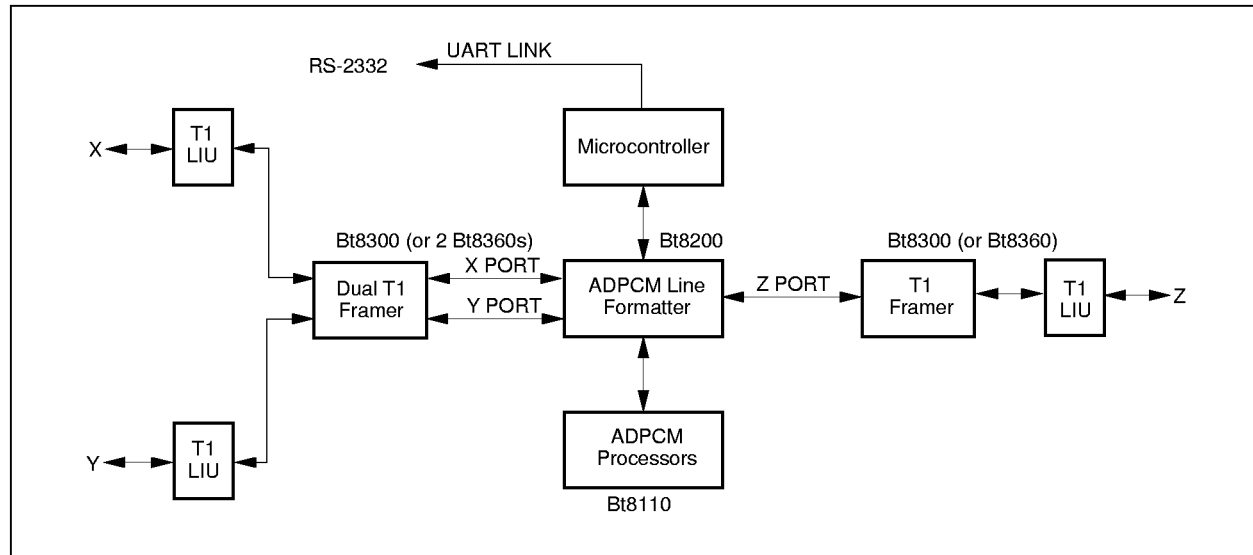 UART LINK
RS-2332
T1
LIU
X
Microcontroller
Bt8300 (or 2 Bt8360s)
Bt8200
Bt8300 (or Bt8360)
X PORT
Dual T1
Framer
Y PORT
ADPCM Line
Formatter
Z PORT
T1
Framer
T1
LIU
Z
T1
LIU
Y
ADPCM
Processors
Bt8110